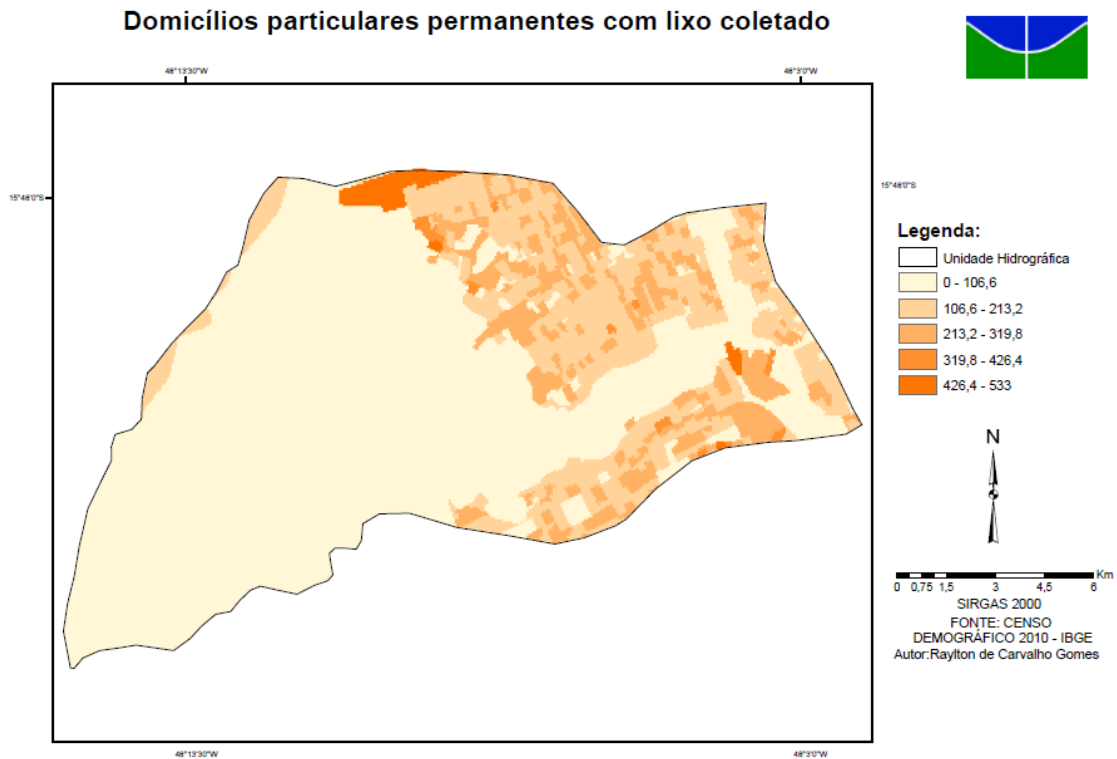 Domicílios particulares permanentes com lixo coletado
48°13'30"W
48°3'0"W
15°48'0"S
15°48'0"S
Legenda:
Unidade Hidrográfica
0 - 106,6
106,6 - 213,2
213,2 - 319,8
319,8 - 426,4
426,4 - 533
N
Km
0 0,75 1,5 3 4,5 6
SIRGAS 2000
FONTE: CENSO
DEMOGRÁFICO 2010 - IBGE
Autor:Raylton de Carvalho Gomes
48°13'30"W
48°3'0"W